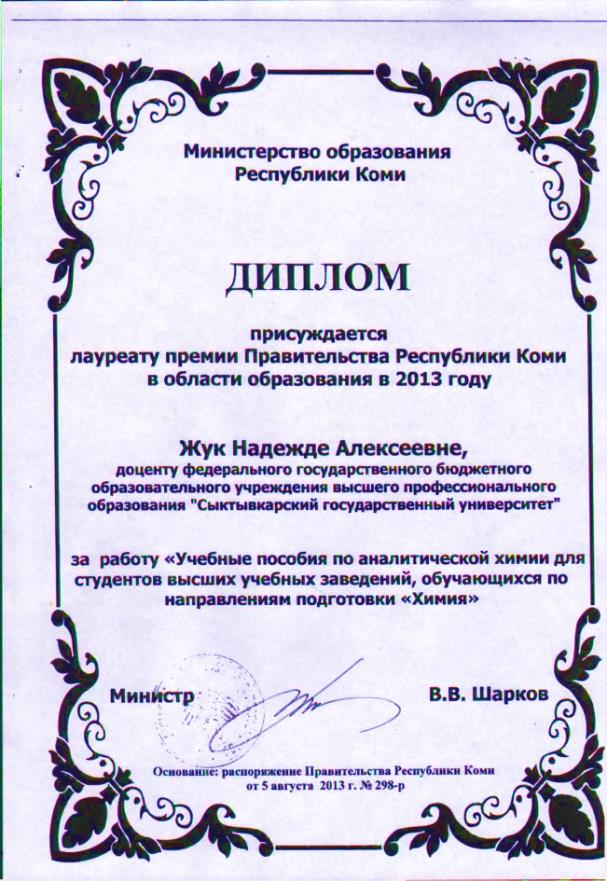 Министерство образования
Республики Коми
ДИПЛОМ
присуждается
лауреату премии Правительства Республики Коми
в области образования в 2013 году
Жук Надежде Алексеевне,
доценту федерального государственного бюджетного
образовательного учреждения высшего профессионального
образования "Сыктывкарский государственный университет"
за работу «Учебные пособия по аналитической химии для
студентов высших учебных заведений, обучающихся по
направлениям подготовки «Химия»
Министр В.В. Шарков
Основание: распоряжение Правительства Республики Коми
от 5 августа 2013 г. № 298-р